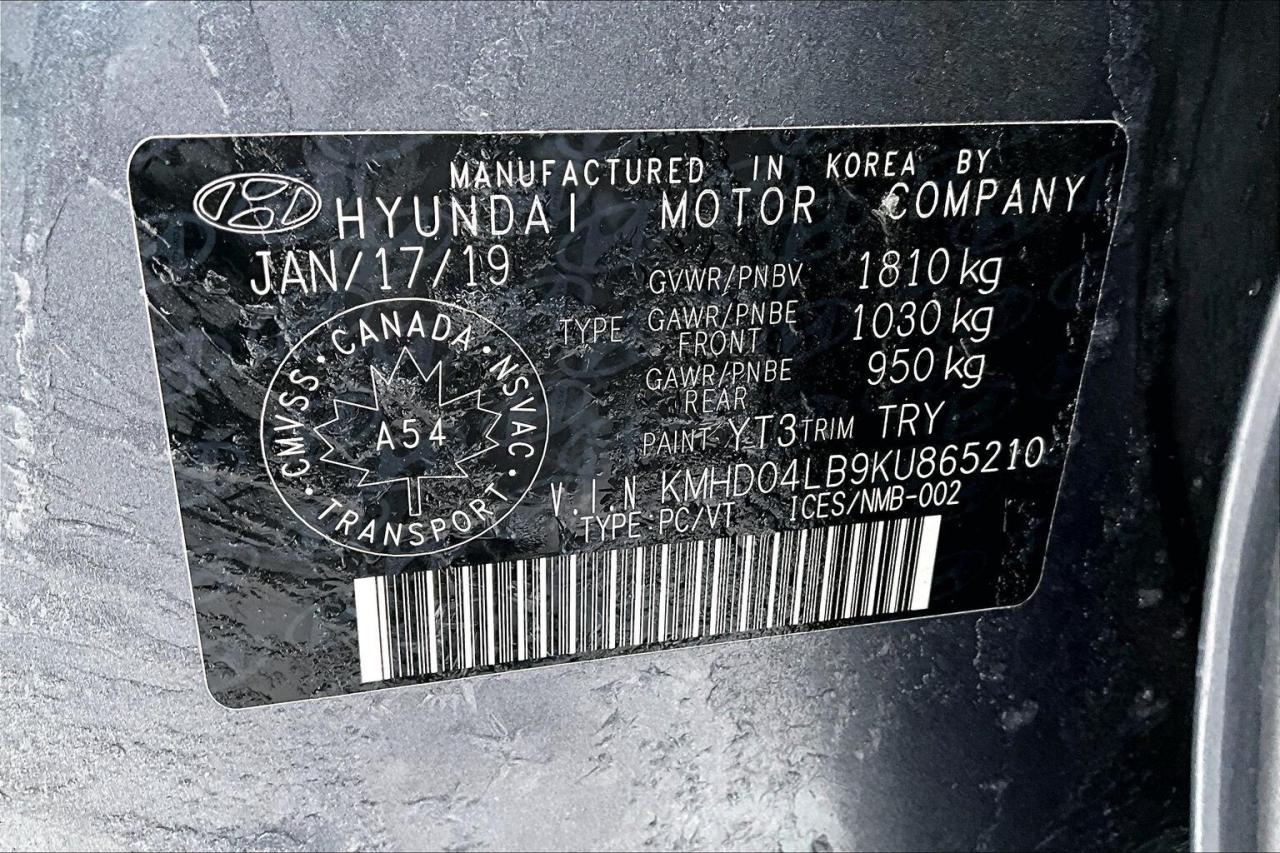 MANUFACTURED IN KOREA BY
HYUNDAI MOTOR COMPANY
JAN/17/19
GVWR/PNBV 1810 kg
TYPE GAWR/PNBE FRONT 1030 kg
GAWR/PNBE REAR 950 kg
PAINT YT3 TRIM TRY
V.I.N KMHD04LB9KU865210
TYPE PC/VT ICES/NMB-002
CMVSS · CANADA · NSVAC · TRANSPORT ·
A54